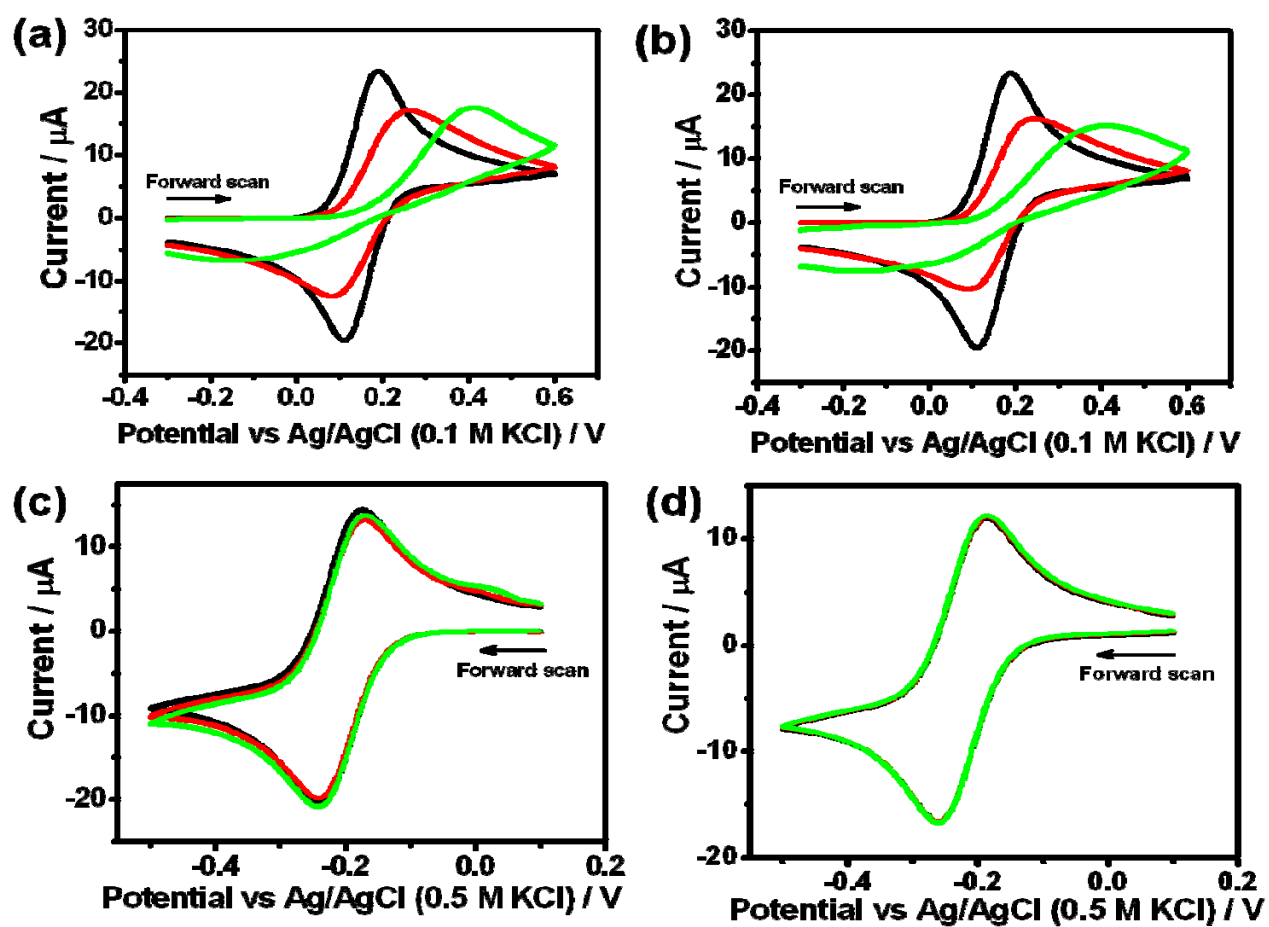 (a)
30
20
10
0
-10
-20
Current / μA
Forward scan
-0.4 -0.2 0.0 0.2 0.4 0.6
Potential vs Ag/AgCl (0.1 M KCl) / V
(b)
30
20
10
0
-10
-20
Current / μA
Forward scan
-0.4 -0.2 0.0 0.2 0.4 0.6
Potential vs Ag/AgCl (0.1 M KCl) / V
(c)
10
0
-10
-20
Current / μA
Forward scan
-0.4 -0.2 0.0 0.2
Potential vs Ag/AgCl (0.5 M KCl) / V
(d)
10
0
-10
-20
Current / μA
Forward scan
-0.4 -0.2 0.0 0.2
Potential vs Ag/AgCl (0.5 M KCl) / V